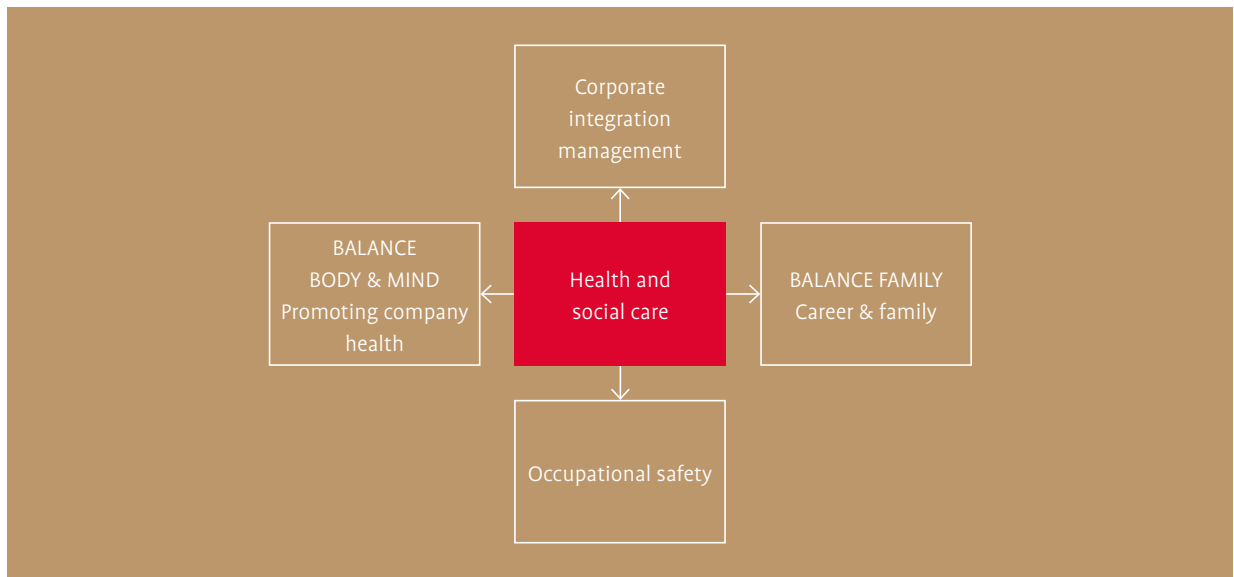 Corporate
integration
management
BALANCE
BODY & MIND
Promoting company
health
Health and
social care
BALANCE FAMILY
Career & family
Occupational safety